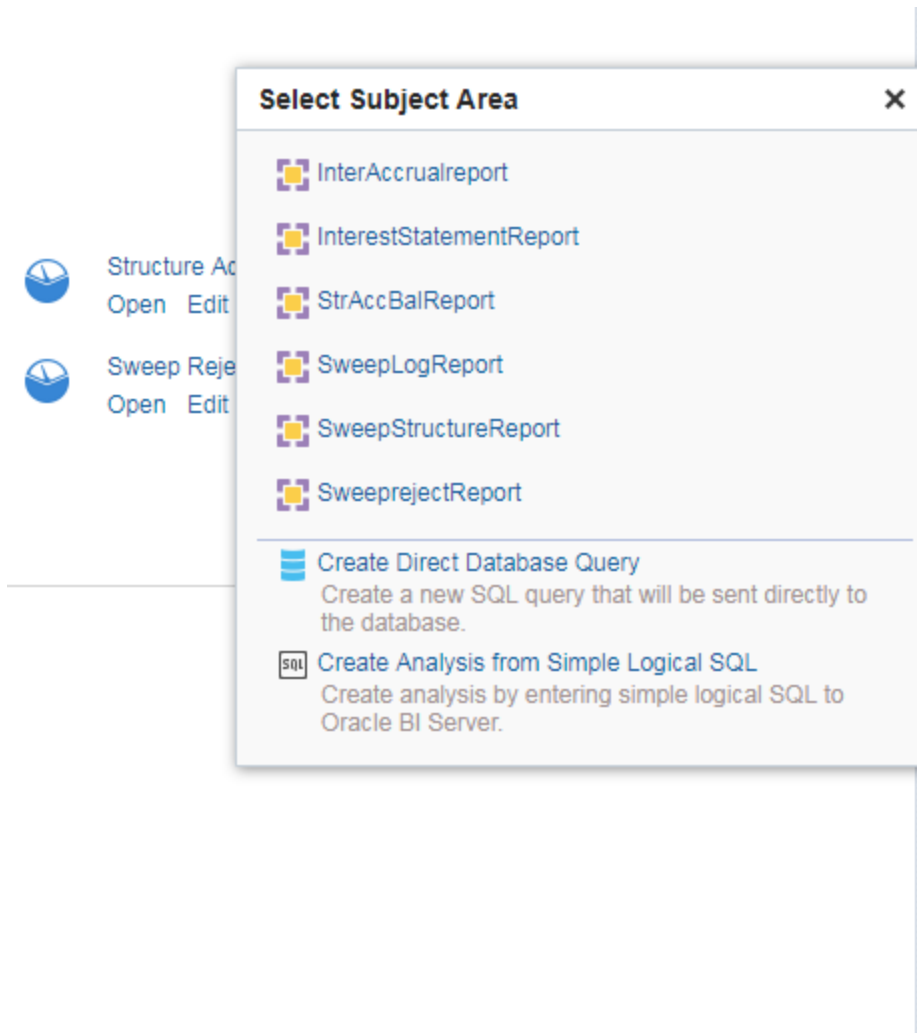 Select Subject Area
InterAccrualreport
InterestStatementReport
Structure
Open Edit
StrAccBalReport
Sweep
Open Edit
SweepLogReport
SweepStructureReport
SweeprejectReport
Create Direct Database Query
Create a new SQL query that will be sent directly to
the database.
SQL
Create Analysis from Simple Logical SQL
Create analysis by entering simple logical SQL to
Oracle BI Server.